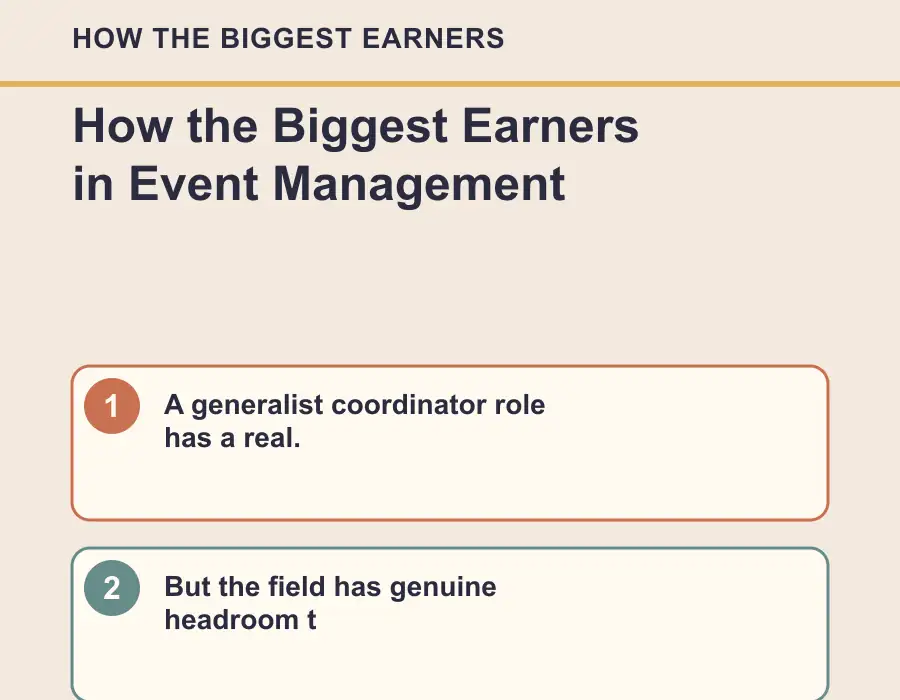 HOW THE BIGGEST EARNERS
How the Biggest Earners
in Event Management
1
A generalist coordinator role
has a real.
2
But the field has genuine
headroom t